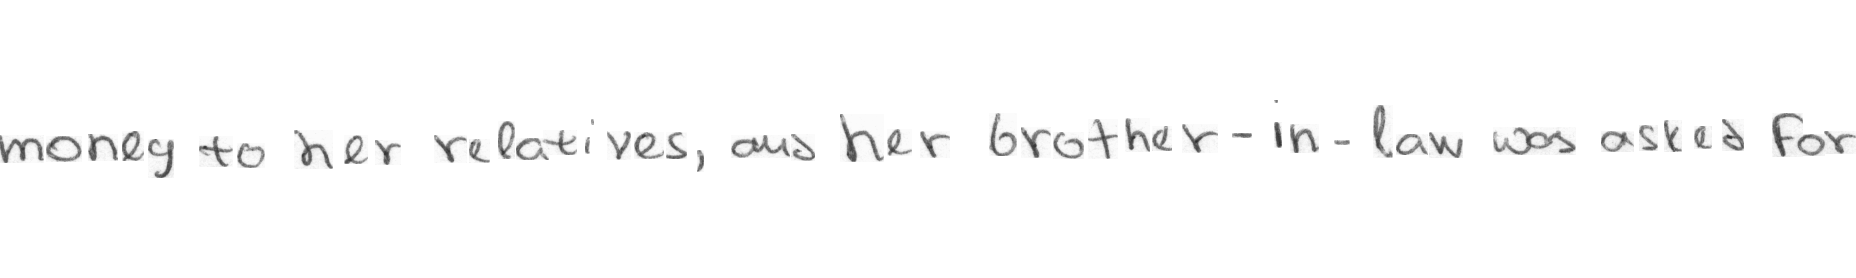 money to her relatives, and her brother-in-law was asked for